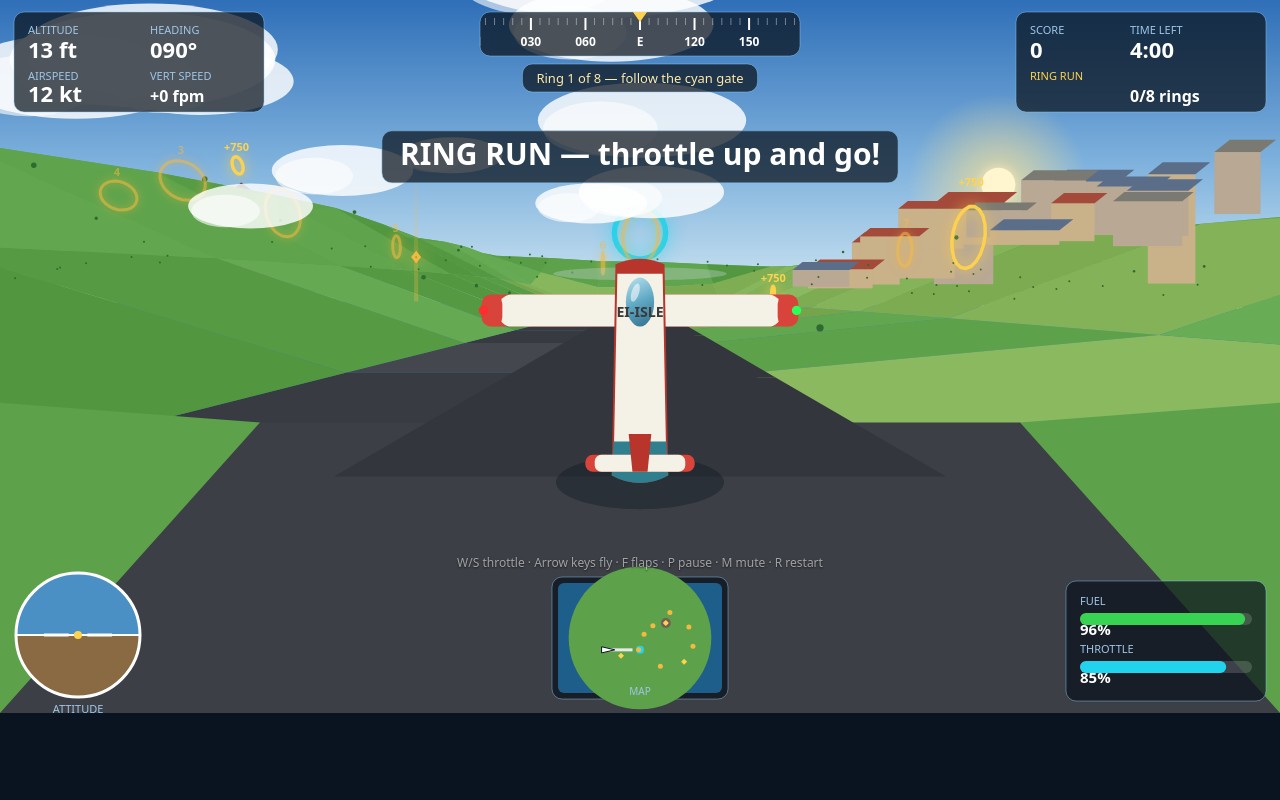 ALTITUDE HEADING
13 ft 090°
AIRSPEED VERT SPEED
12 kt +0 fpm
030 060 E 120 150
Ring 1 of 8 — follow the cyan gate
SCORE TIME LEFT
0 4:00
RING RUN
0/8 rings
RING RUN — throttle up and go!
3
+750
4
+750
+750
EI-ISLE
W/S throttle · Arrow keys fly · F flaps · P pause · M mute · R restart
ATTITUDE
MAP
FUEL
96%
THROTTLE
85%